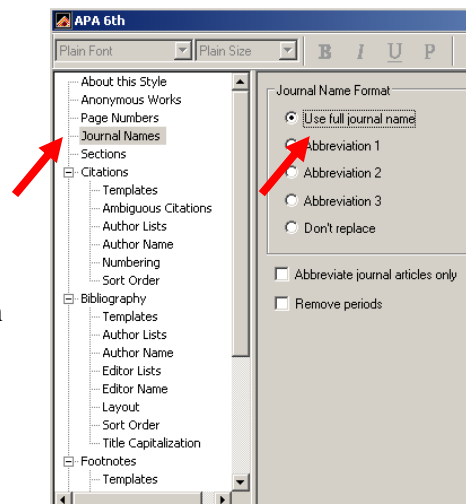 APA 6th
Plain Font Plain Size B I U P
About this Style
Anonymous Works
Page Numbers
Journal Names
Sections
Citations
Templates
Ambiguous Citations
Author Lists
Author Name
Numbering
Sort Order
Bibliography
Templates
Author Lists
Author Name
Editor Lists
Editor Name
Layout
Sort Order
Title Capitalization
Footnotes
Templates
Journal Name Format
Use full journal name
Abbreviation 1
Abbreviation 2
Abbreviation 3
Don't replace
Abbreviate journal articles only
Remove periods